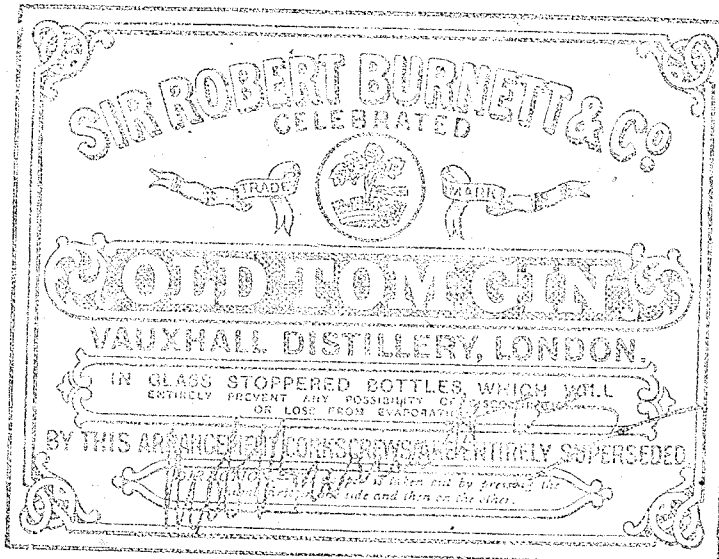 SIR ROBERT BURNETT & Co
CELEBRATED
TRADE MARK
OLD TOM GIN
VAUXHALL DISTILLERY, LONDON.
IN GLASS STOPPERED BOTTLES, WHICH WILL
ENTIRELY PREVENT ANY POSSIBILITY OF
OR LOSS FROM EVAPORATION
BY THIS ARRANGEMENT CORKSCREWS ARE ENTIRELY SUPERSEDED
is taken out by pressing the
side and then on the other.